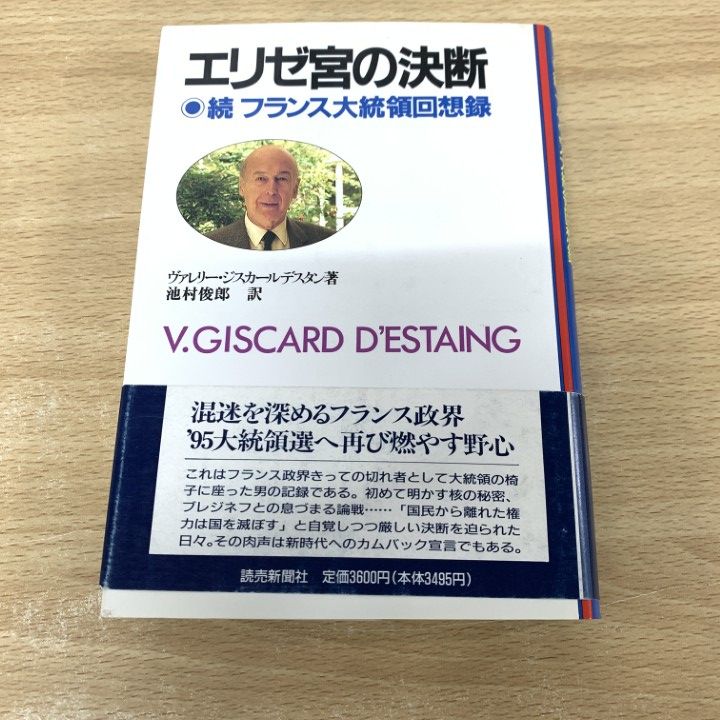 エリゼ宮の決断
●続 フランス大統領回想録
ヴァレリー・ジスカールデスタン著
池村俊郎 訳
V.GISCARD D'ESTAING
混迷を深めるフランス政界
'95大統領選へ再び燃やす野心
これはフランス政界きっての切れ者として大統領の椅
子に座った男の記録である。初めて明かす核の秘密、
ブレジネフとの息づまる論戦……「国民から離れた権
力は国を滅ぼす」と自覚しつつ厳しい決断を迫られた
日々。その肉声は新時代へのカムバック宣言でもある。
読売新聞社 定価3600円(本体3495円)